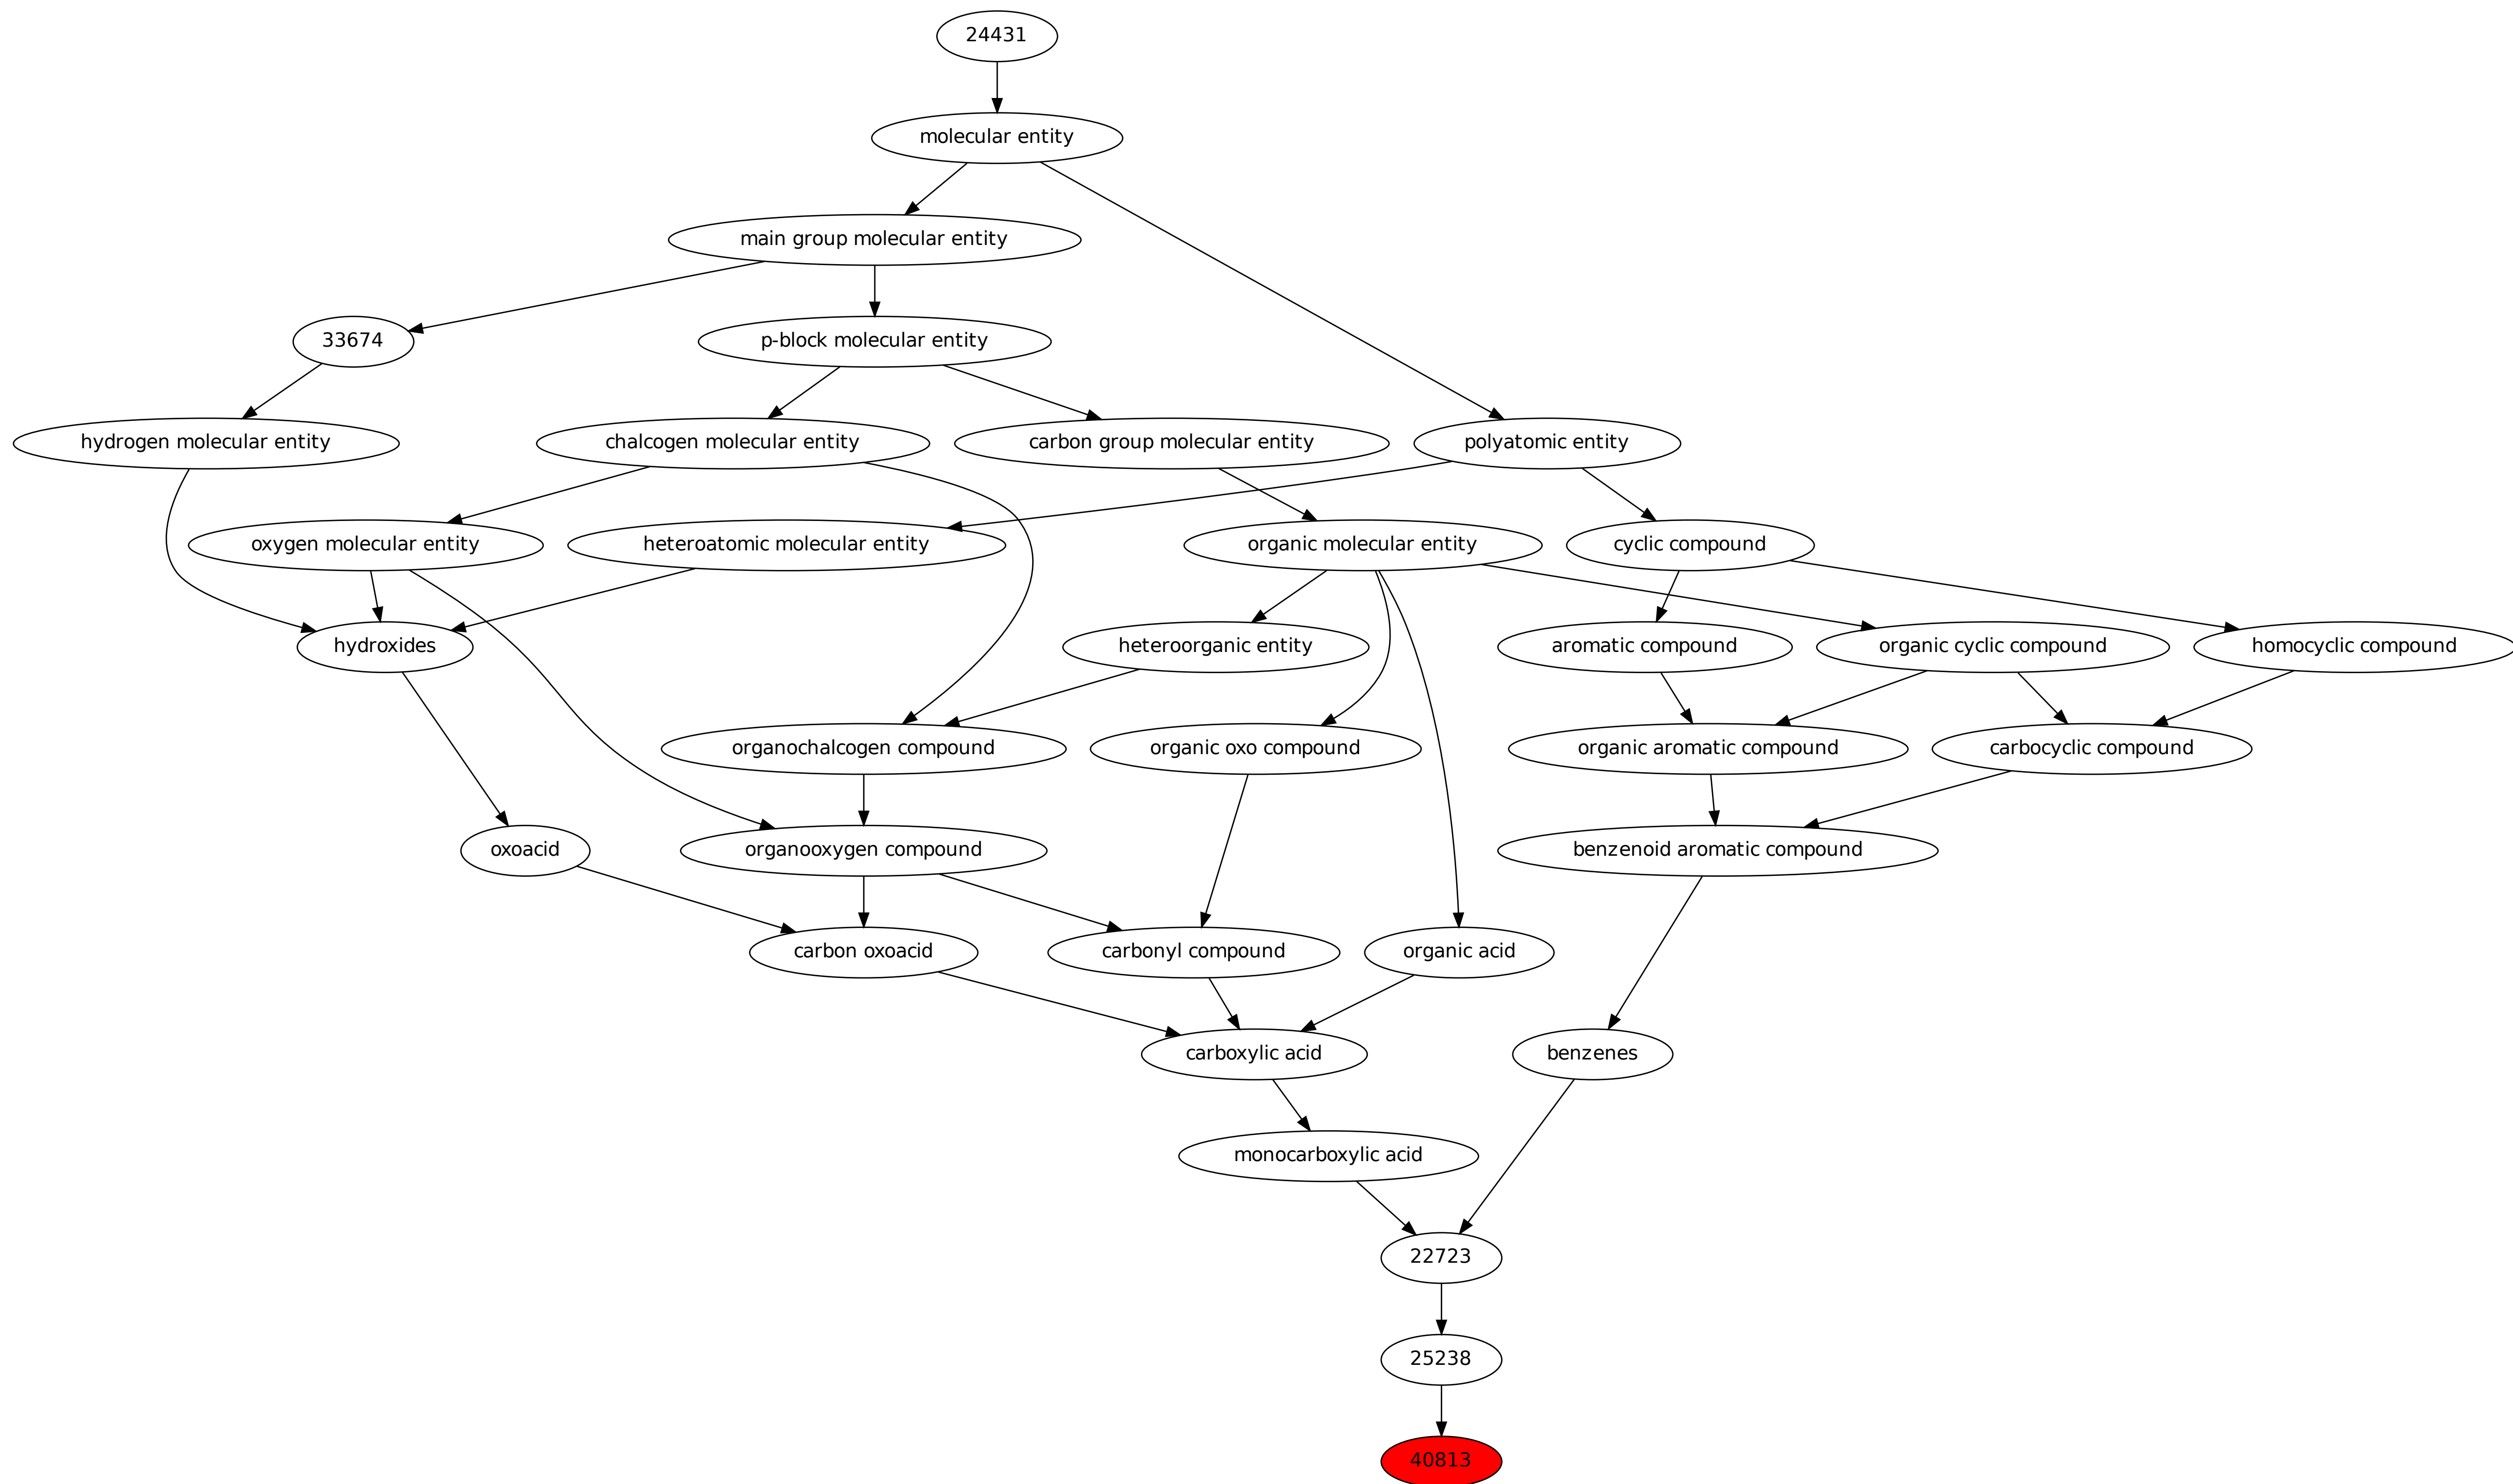 24431
molecular entity
main group molecular entity
33674
p-block molecular entity
hydrogen molecular entity
chalcogen molecular entity
carbon group molecular entity
polyatomic entity
oxygen molecular entity
heteroatomic molecular entity
organic molecular entity
cyclic compound
hydroxides
heteroorganic entity
aromatic compound
organic cyclic compound
homocyclic compound
organochalcogen compound
organic oxo compound
organic aromatic compound
carbocyclic compound
oxoacid
organooxygen compound
benzenoid aromatic compound
carbon oxoacid
carbonyl compound
organic acid
carboxylic acid
benzenes
monocarboxylic acid
22723
25238
40813